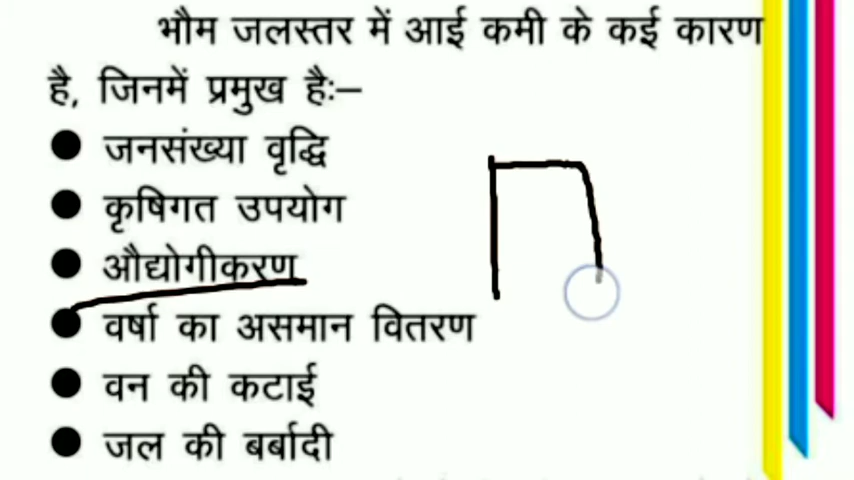 भौम जलस्तर में आई कमी के कई कारण
है, जिनमें प्रमुख हैः–
● जनसंख्या वृद्धि
● कृषिगत उपयोग
● औद्योगीकरण
● वर्षा का असमान वितरण
● वन की कटाई
● जल की बर्बादी